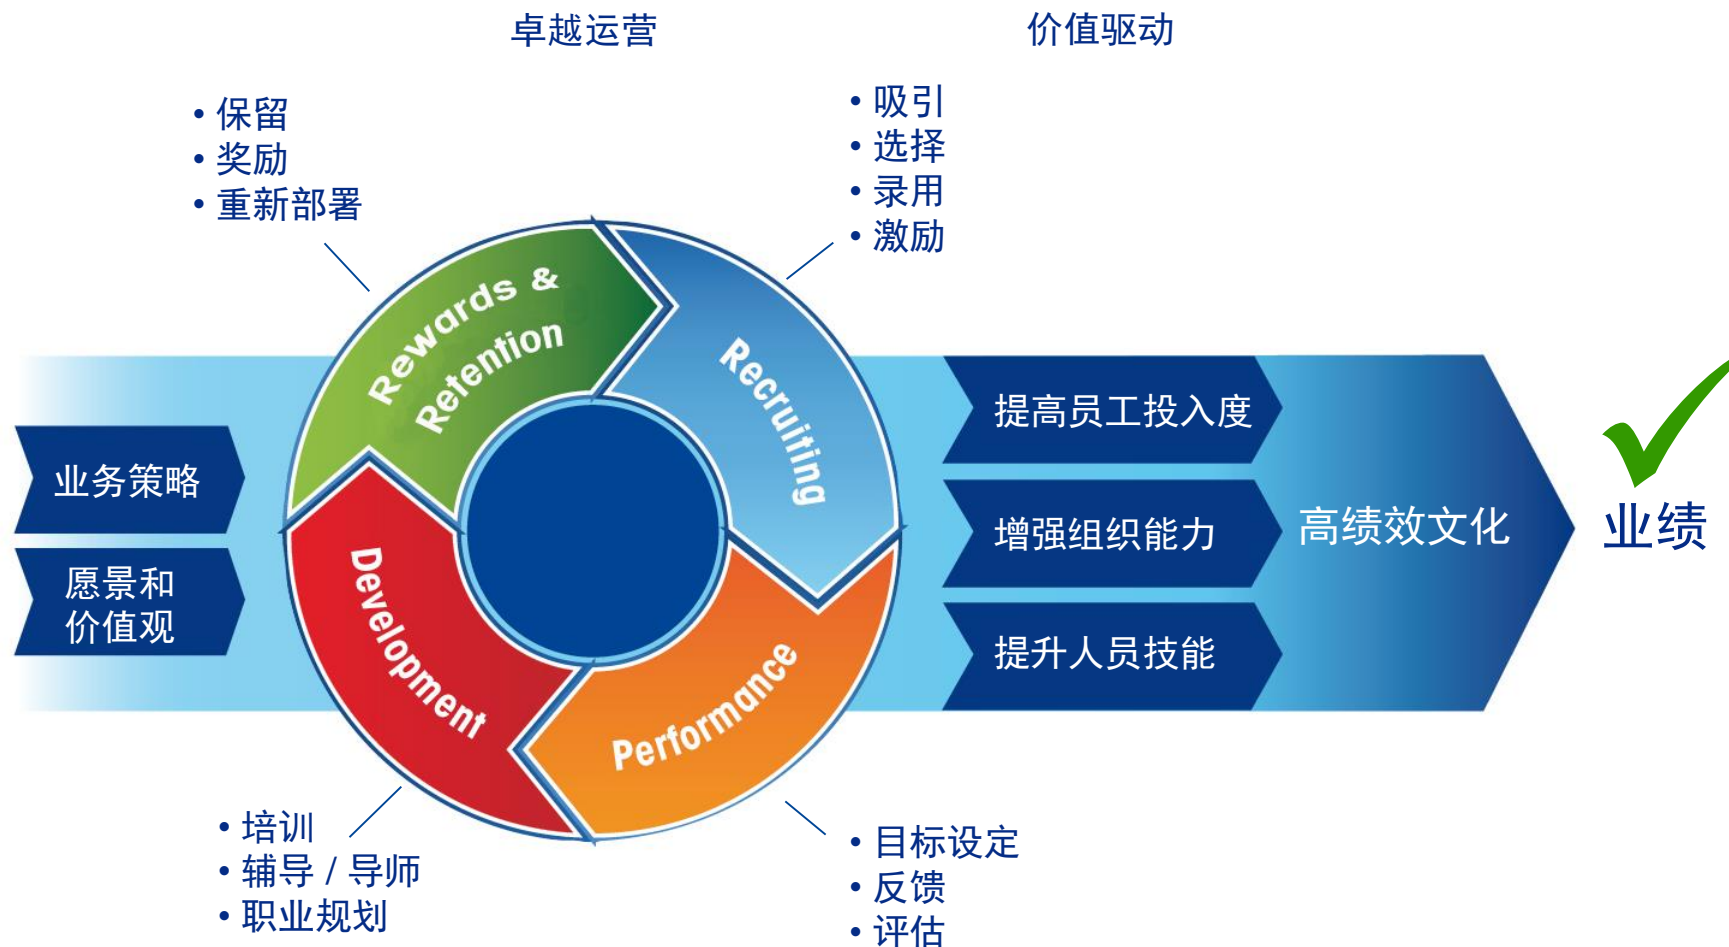 卓越运营
价值驱动
• 保留
• 奖励
• 重新部署
• 吸引
• 选择
• 录用
• 激励
Rewards &
Retention
Recruiting
业务策略
愿景和
价值观
Development
Performance
提高员工投入度
增强组织能力
提升人员技能
高绩效文化
业绩
• 培训
• 辅导 / 导师
• 职业规划
• 目标设定
• 反馈
• 评估